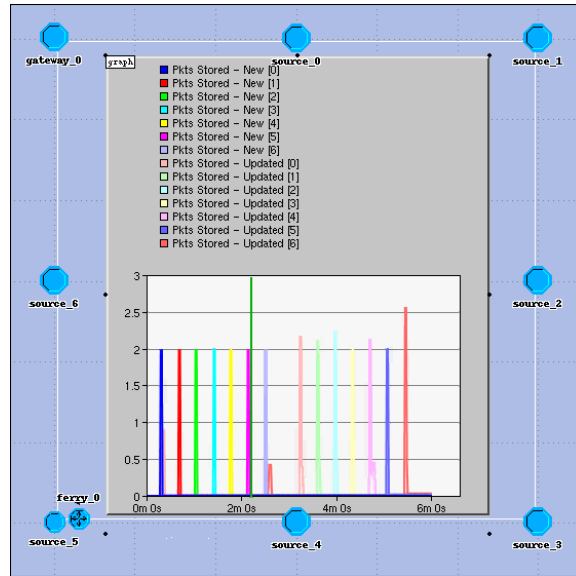 gateway_0
source_0
source_1
graph
Pkts Stored - New [0]
Pkts Stored - New [1]
Pkts Stored - New [2]
Pkts Stored - New [3]
Pkts Stored - New [4]
Pkts Stored - New [5]
Pkts Stored - New [6]
Pkts Stored - Updated [0]
Pkts Stored - Updated [1]
Pkts Stored - Updated [2]
Pkts Stored - Updated [3]
Pkts Stored - Updated [4]
Pkts Stored - Updated [5]
Pkts Stored - Updated [6]
source_6
source_2
3
2.5
2
1.5
1
0.5
0
0m 0s
2m 0s
4m 0s
6m 0s
ferry_0
source_5
source_4
source_3